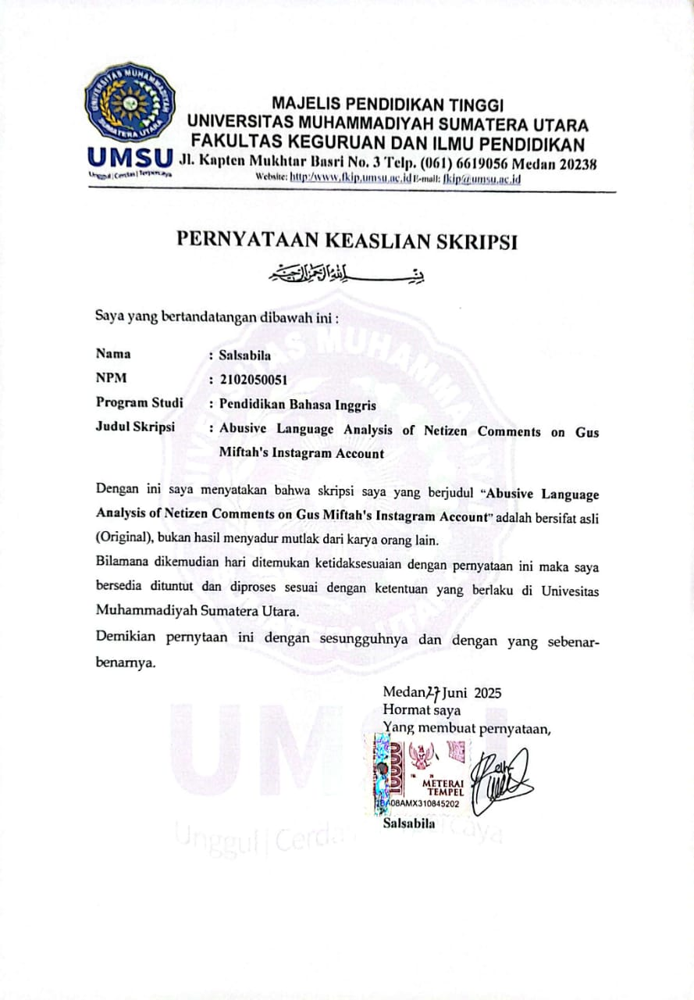 UNIVERSITAS MUHAMMADIYAH
SUMATERA UTARA
UMSU
Unggul | Cerdas | Terpercaya
MAJELIS PENDIDIKAN TINGGI
UNIVERSITAS MUHAMMADIYAH SUMATERA UTARA
FAKULTAS KEGURUAN DAN ILMU PENDIDIKAN
Jl. Kapten Mukhtar Basri No. 3 Telp. (061) 6619056 Medan 20238
Website: http:/www.fkip.umsu.ac.id E-mail: fkip@umsu.ac.id
PERNYATAAN KEASLIAN SKRIPSI
بِسْمِ اللهِ الرَّحْمٰنِ الرَّحِيْمِ
Saya yang bertandatangan dibawah ini :
Nama : Salsabila
NPM : 2102050051
Program Studi : Pendidikan Bahasa Inggris
Judul Skripsi : Abusive Language Analysis of Netizen Comments on Gus
Miftah's Instagram Account
Dengan ini saya menyatakan bahwa skripsi saya yang berjudul “Abusive Language
Analysis of Netizen Comments on Gus Miftah's Instagram Account” adalah bersifat asli
(Original), bukan hasil menyadur mutlak dari karya orang lain.
Bilamana dikemudian hari ditemukan ketidaksesuaian dengan pernyataan ini maka saya
bersedia dituntut dan diproses sesuai dengan ketentuan yang berlaku di Univesitas
Muhammadiyah Sumatera Utara.
Demikian pernytaan ini dengan sesungguhnya dan dengan yang sebenar-
benarnya.
Medan, 27 Juni 2025
Hormat saya
Yang membuat pernyataan,
10000
METERAI
TEMPEL
08AMX310845202
Salsabila
UMSU
Unggul | Cerdas | Terpercaya